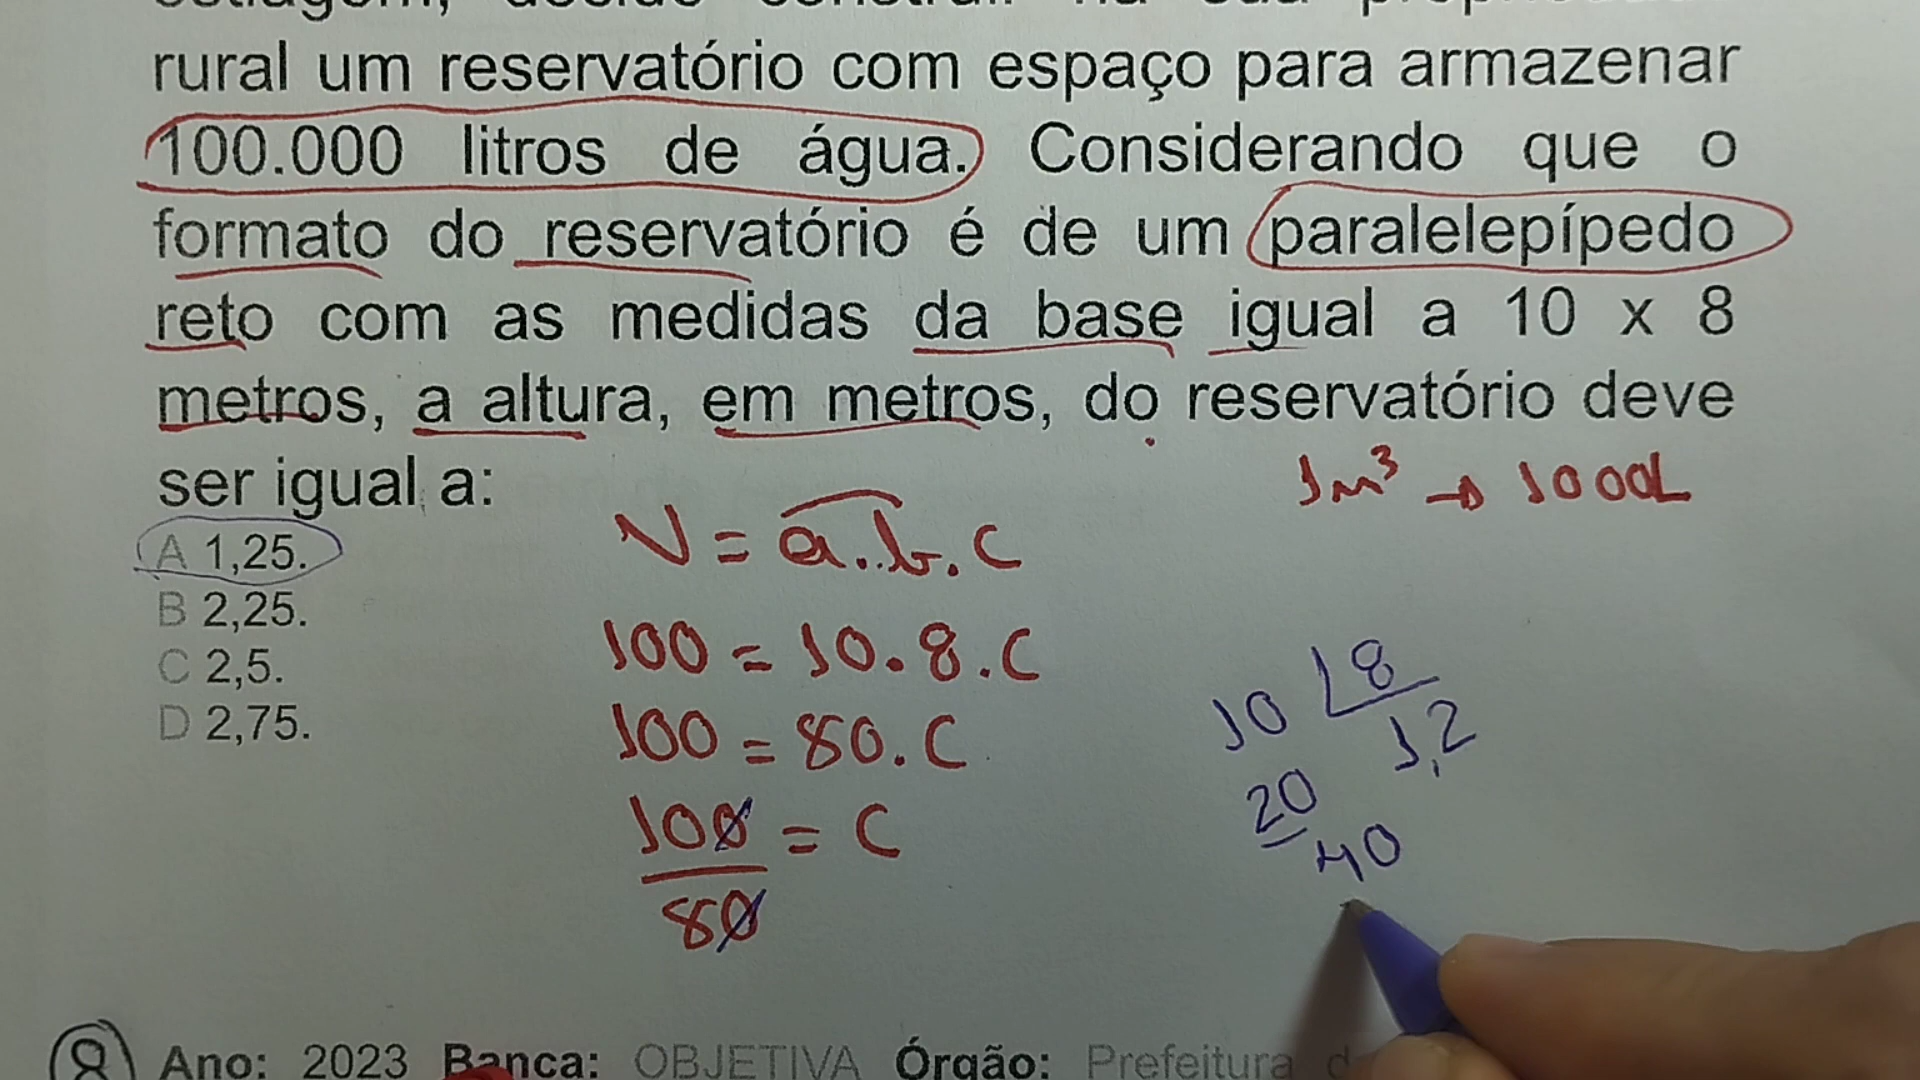 rural um reservatório com espaço para armazenar
100.000 litros de água. Considerando que o
formato do reservatório é de um paralelepípedo
reto com as medidas da base igual a 10 x 8
metros, a altura, em metros, do reservatório deve
ser igual a:
1m³ → 1000L
A 1,25.
B 2,25.
C 2,5.
D 2,75.
V = a.b.c
100 = 10.8.C
100 = 80.C
100 = C
80
10 8
1,2
20
40
8 Ano: 2023 Banca: OBJETIVA Órgão: Prefeitura